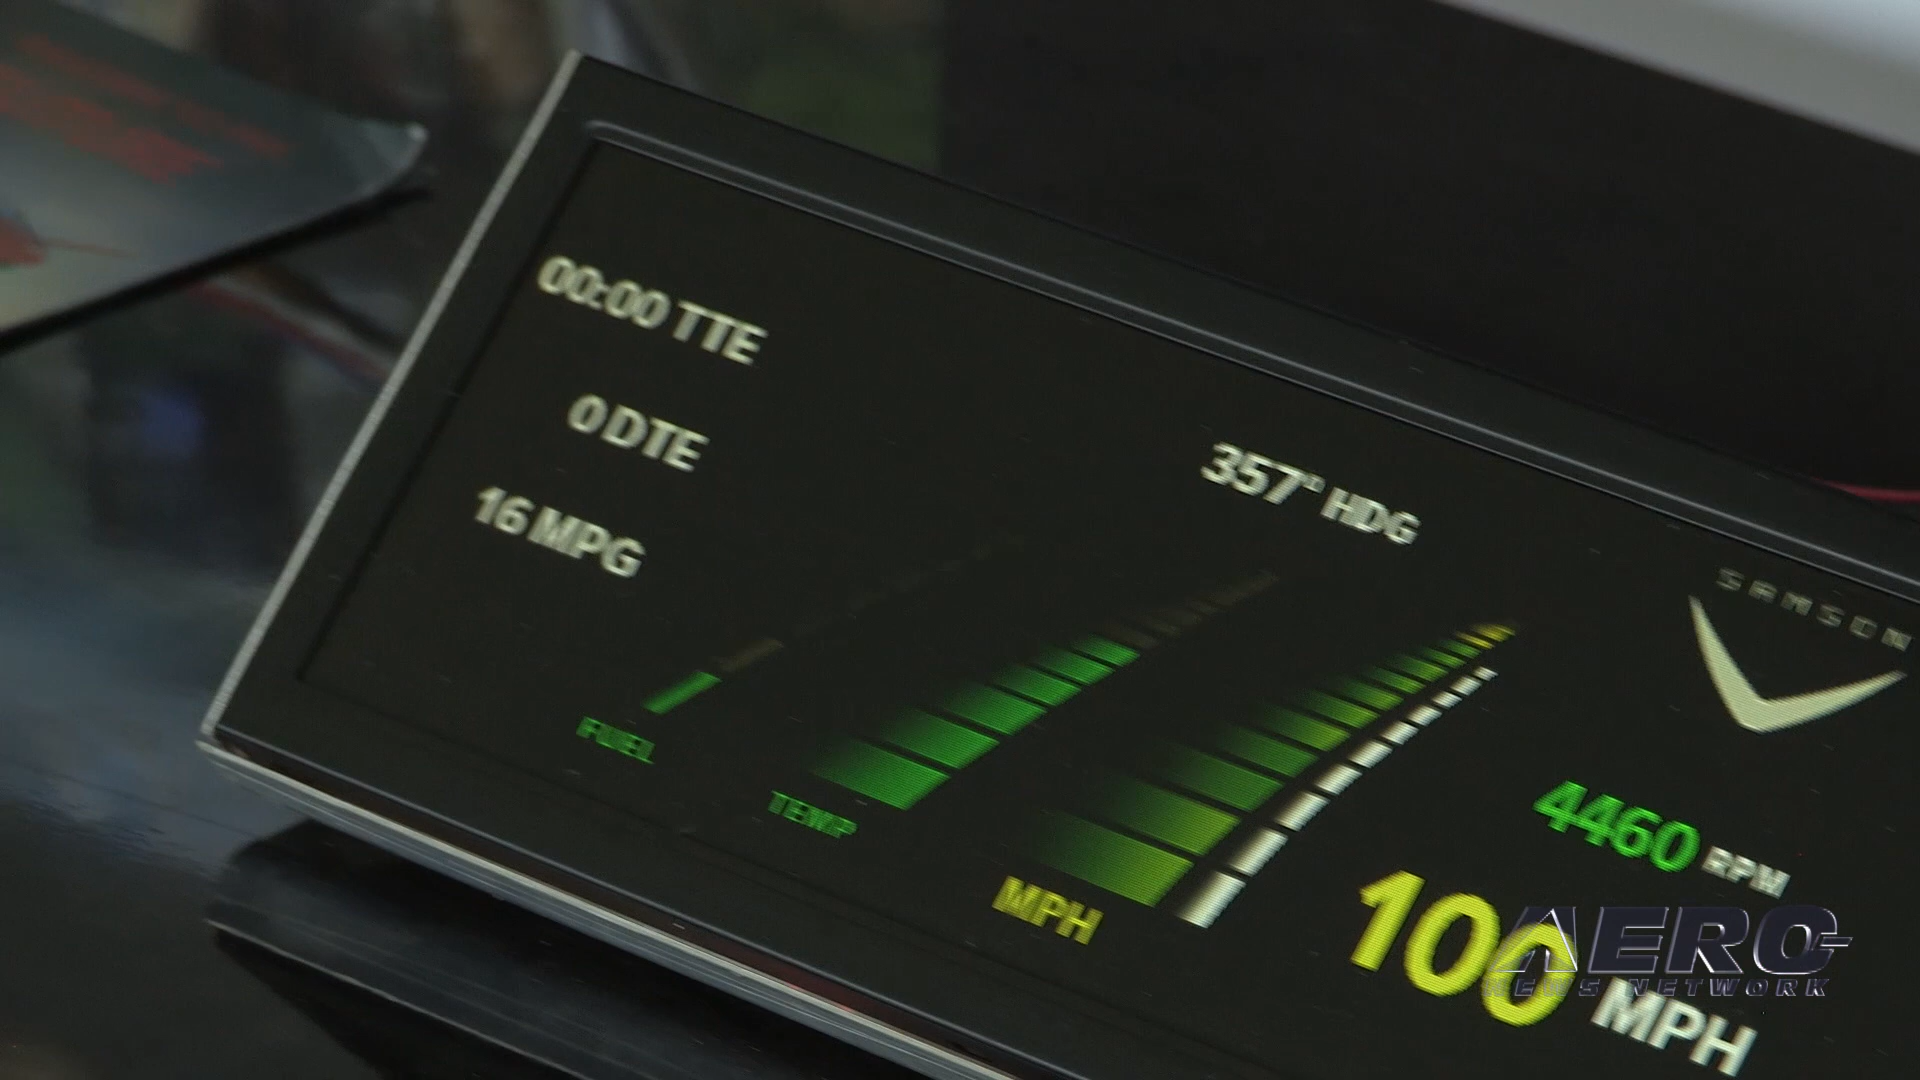 00:00 TTE
0 DTE
16 MPG
357° HDG
SAMSON
FUEL
TEMP
MPH
4460 RPM
100 MPH
AERO
NEWS NETWORK